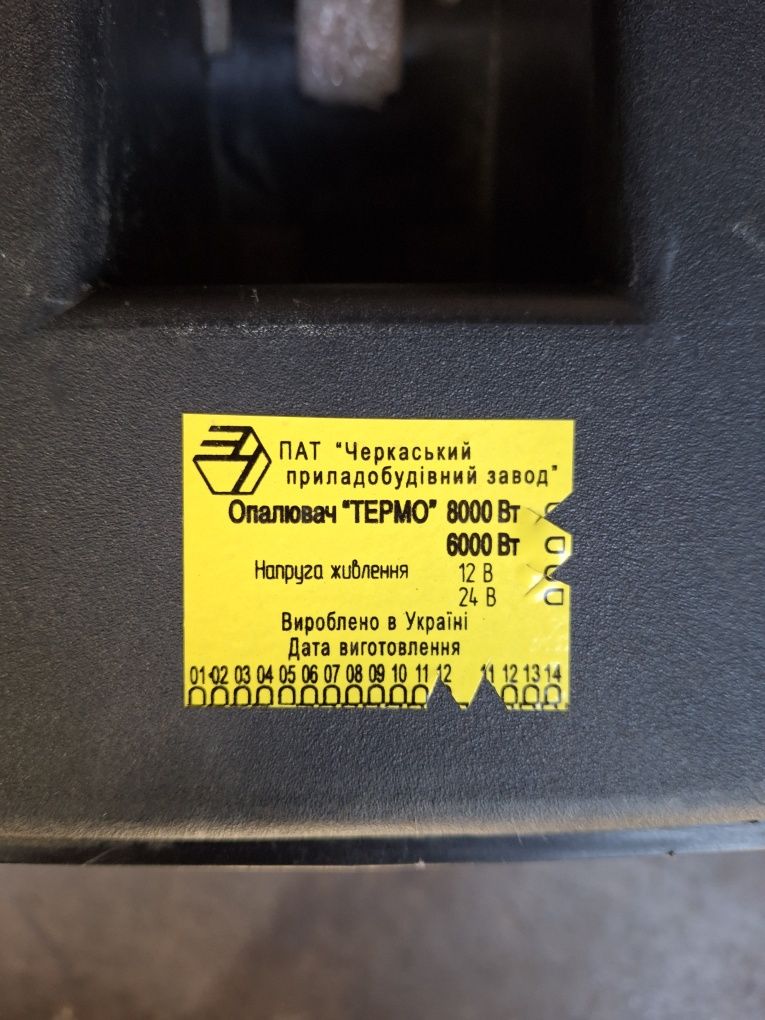 ПАТ "Черкаський
приладобудівний завод"
Опалювач "ТЕРМО" 8000 Вт
6000 Вт
Напруга живлення 12 В
24 В
Вироблено в Україні
Дата виготовлення
01 02 03 04 05 06 07 08 09 10 11 12 11 12 13 14